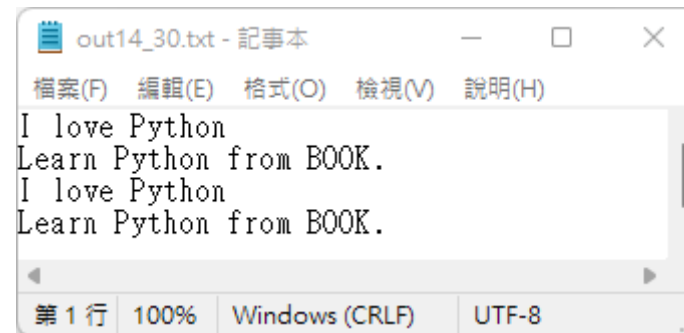 out14_30.txt - 記事本
檔案(F) 編輯(E) 格式(O) 檢視(V) 說明(H)
I love Python
Learn Python from BOOK.
I love Python
Learn Python from BOOK.
第 1 行 100% Windows (CRLF) UTF-8